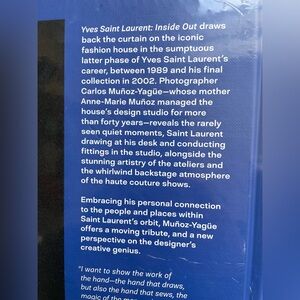 Yves Saint Laurent: Inside Out draws
back the curtain on the iconic
fashion house in the sumptuous
latter phase of Yves Saint Laurent's
career, between 1989 and his final
collection in 2002. Photographer
Carlos Muñoz-Yagüe—whose mother
Anne-Marie Muñoz managed the
house's design studio for more
than forty years—reveals the rarely
seen quiet moments, Saint Laurent
drawing at his desk and conducting
fittings in the studio, alongside the
stunning artistry of the ateliers and
the whirlwind backstage atmosphere
of the haute couture shows.
Embracing his personal connection
to the people and places within
Saint Laurent's orbit, Muñoz-Yagüe
offers a moving tribute, and a new
perspective on the designer's
creative genius.
"I want to show the work of
the hand—the hand that draws,
but also the hand that sews, the
magic of the